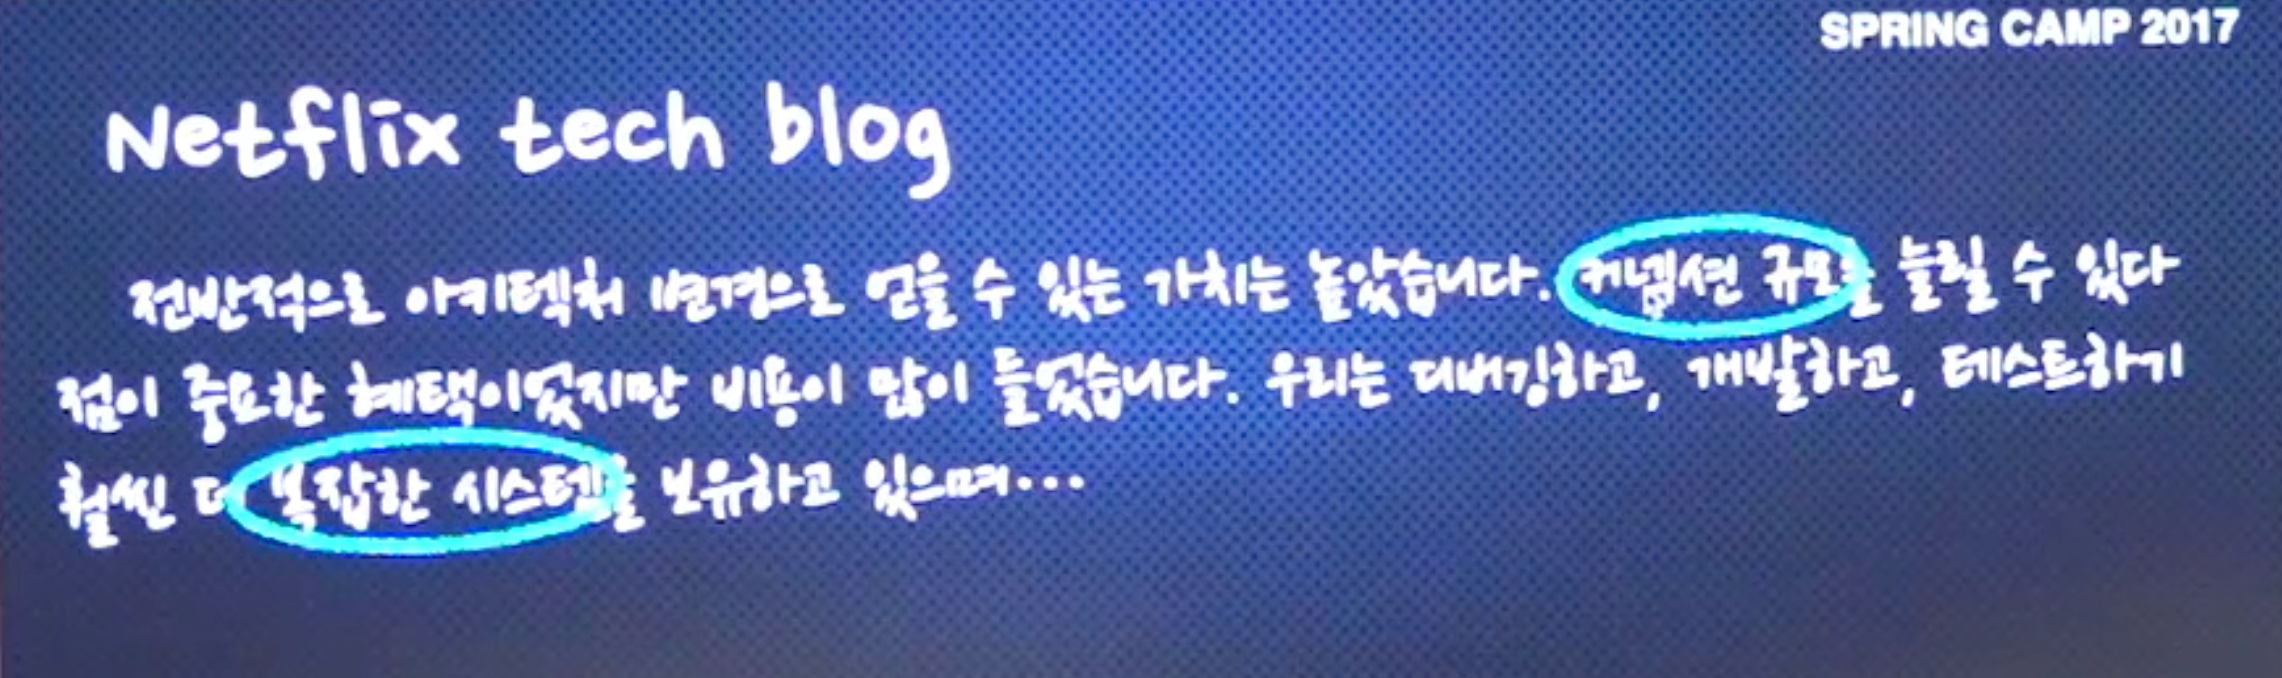 SPRING CAMP 2017
Netflix tech blog
전반적으로 아키텍처 변경으로 얻을 수 있는 가치는 높았습니다. 커넥션 규모를 늘릴 수 있다
점이 중요한 혜택이었지만 비용이 많이 들었습니다. 우리는 디버깅하고, 개발하고, 테스트하기
훨씬 더 복잡한 시스템을 보유하고 있으며...